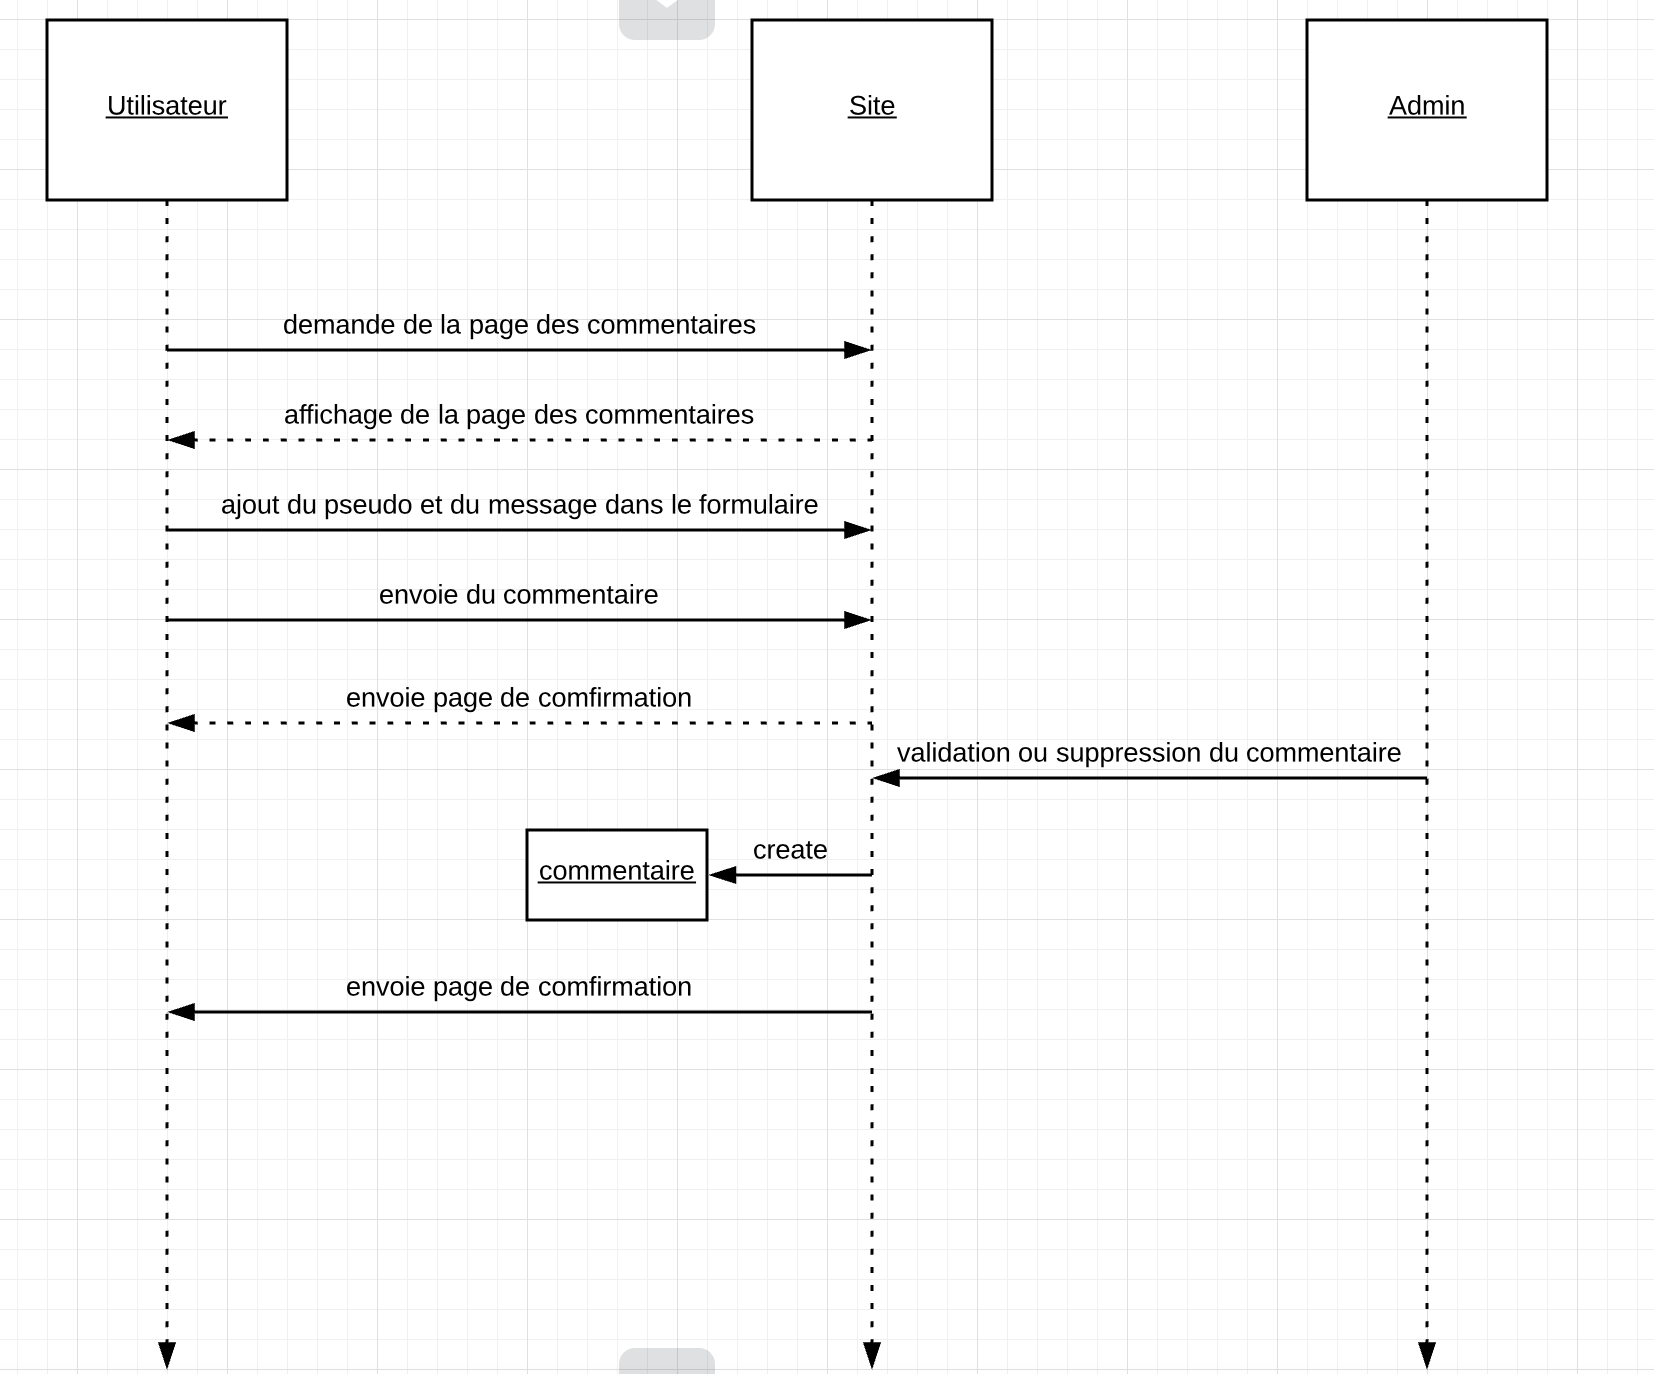 Utilisateur
Site
Admin
demande de la page des commentaires
affichage de la page des commentaires
ajout du pseudo et du message dans le formulaire
envoie du commentaire
envoie page de comfirmation
validation ou suppression du commentaire
create
commentaire
envoie page de comfirmation